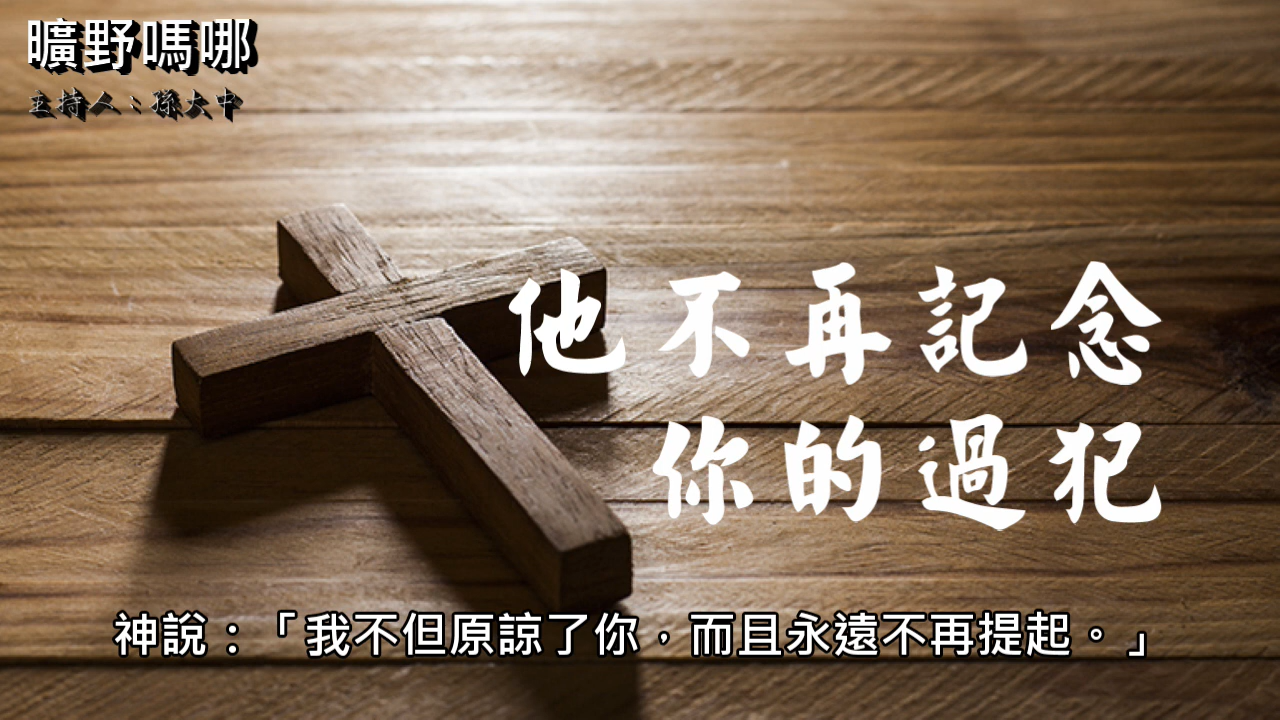 曠野嗎哪
主持人：孫大中
他不再記念
你的過犯
神說：「我不但原諒了你，而且永遠不再提起。」